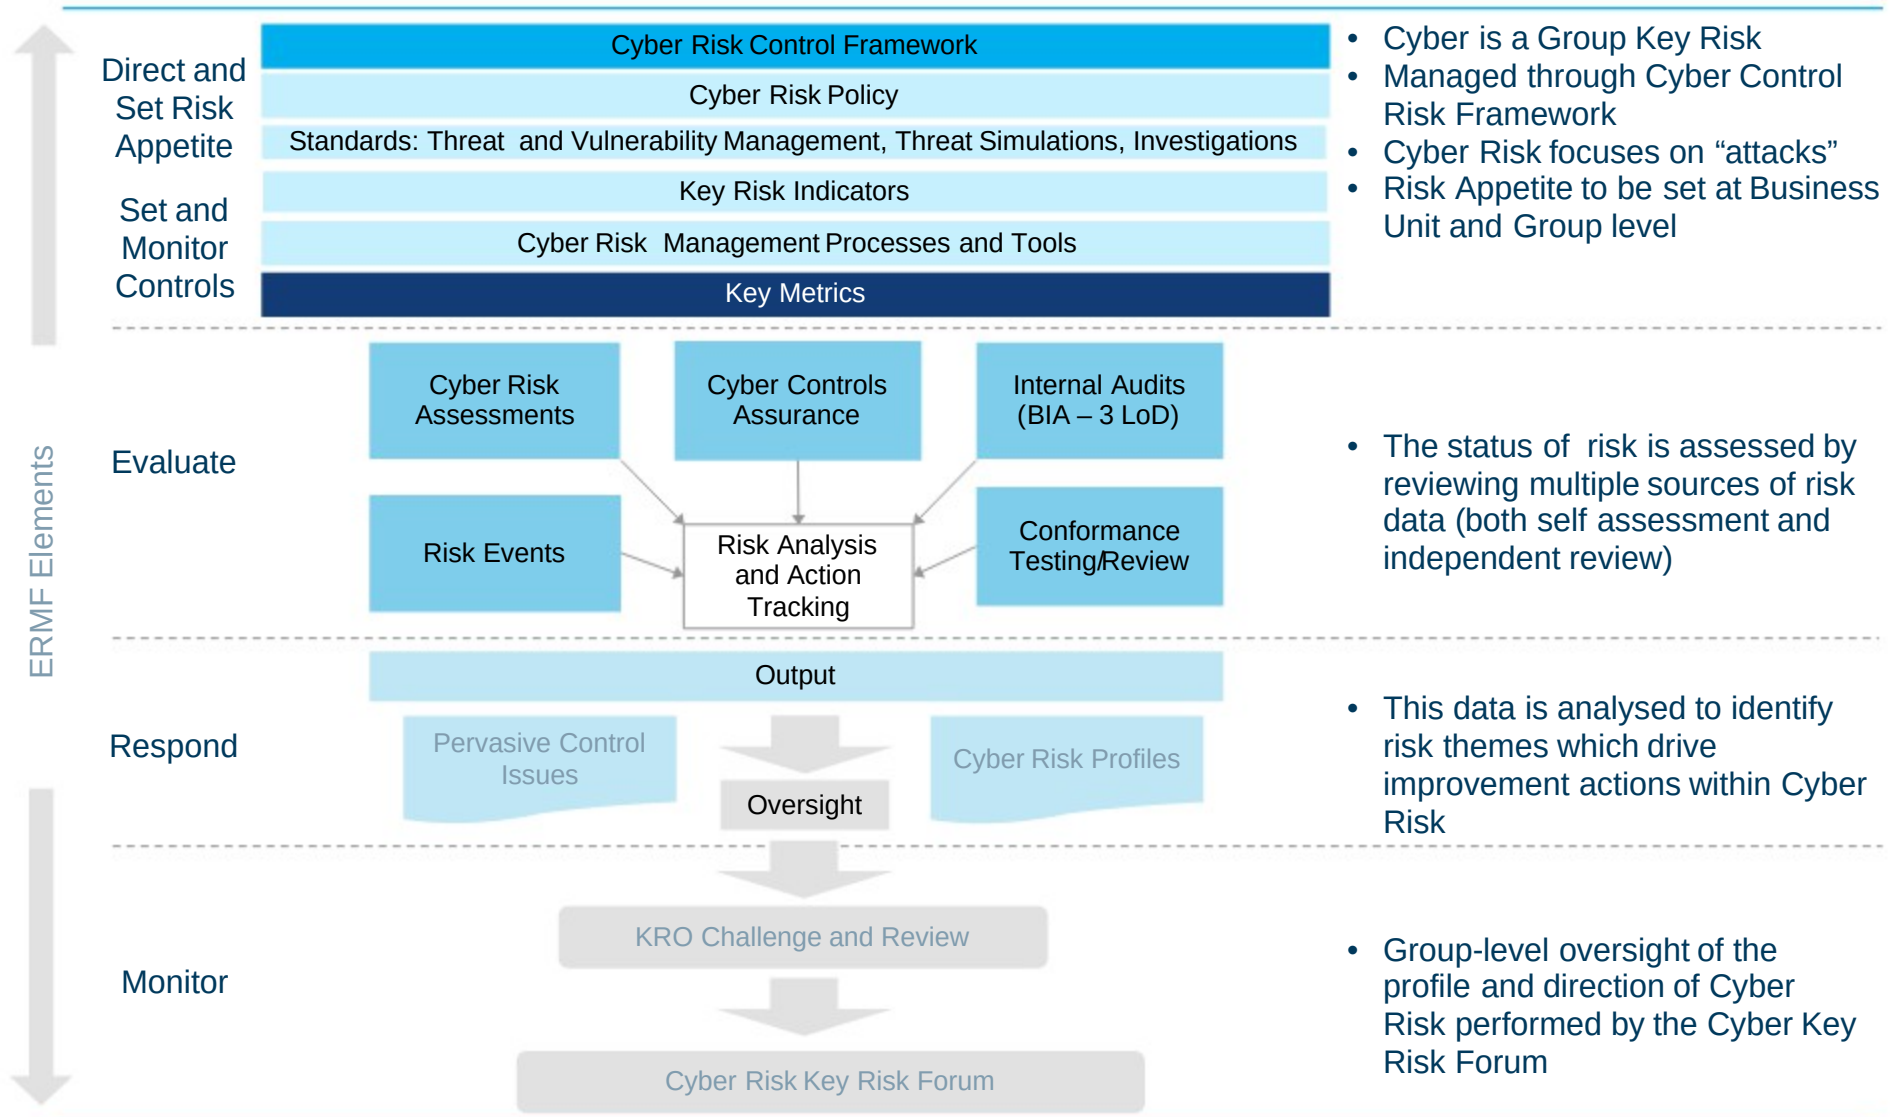 Direct and
Set Risk
Appetite
Set and
Monitor
Controls
Cyber Risk Control Framework
Cyber Risk Policy
Standards: Threat and Vulnerability Management, Threat Simulations, Investigations
Key Risk Indicators
Cyber Risk Management Processes and Tools
Key Metrics
• Cyber is a Group Key Risk
• Managed through Cyber Control
Risk Framework
• Cyber Risk focuses on “attacks”
• Risk Appetite to be set at Business
Unit and Group level
ERMF Elements
Evaluate
Cyber Risk
Assessments
Cyber Controls
Assurance
Internal Audits
(BIA – 3 LoD)
Risk Events
Risk Analysis
and Action
Tracking
Conformance
Testing/Review
• The status of risk is assessed by
reviewing multiple sources of risk
data (both self assessment and
independent review)
Respond
Output
Pervasive Control
Issues
Oversight
Cyber Risk Profiles
• This data is analysed to identify
risk themes which drive
improvement actions within Cyber
Risk
Monitor
KRO Challenge and Review
Cyber Risk Key Risk Forum
• Group-level oversight of the
profile and direction of Cyber
Risk performed by the Cyber Key
Risk Forum